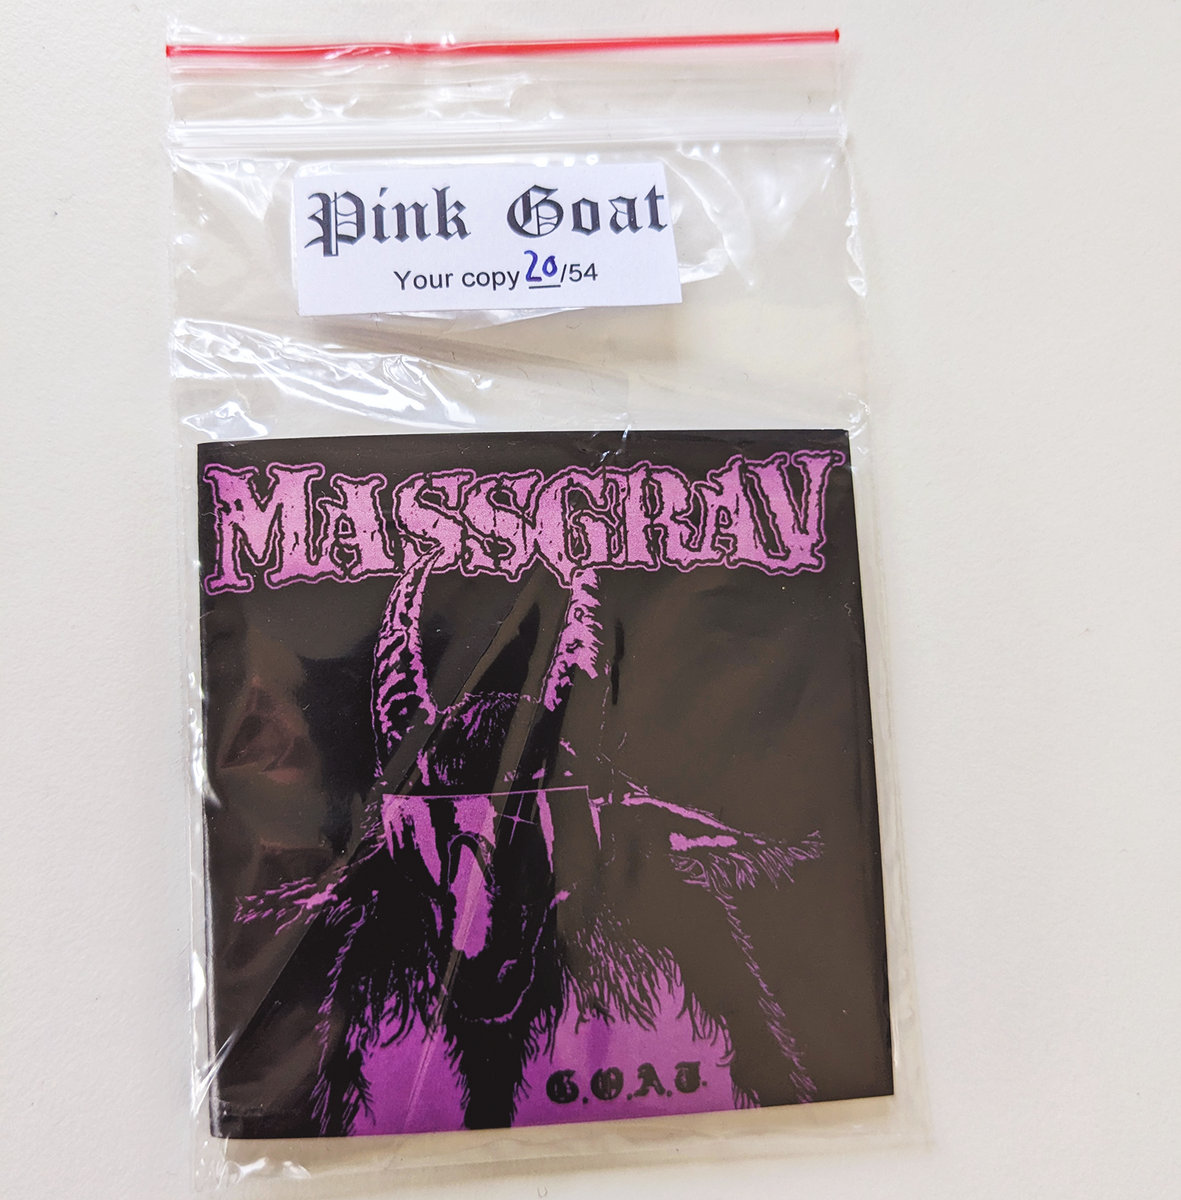 Pink Goat
Your copy 20/54
MASSGRAV
G.O.A.T.